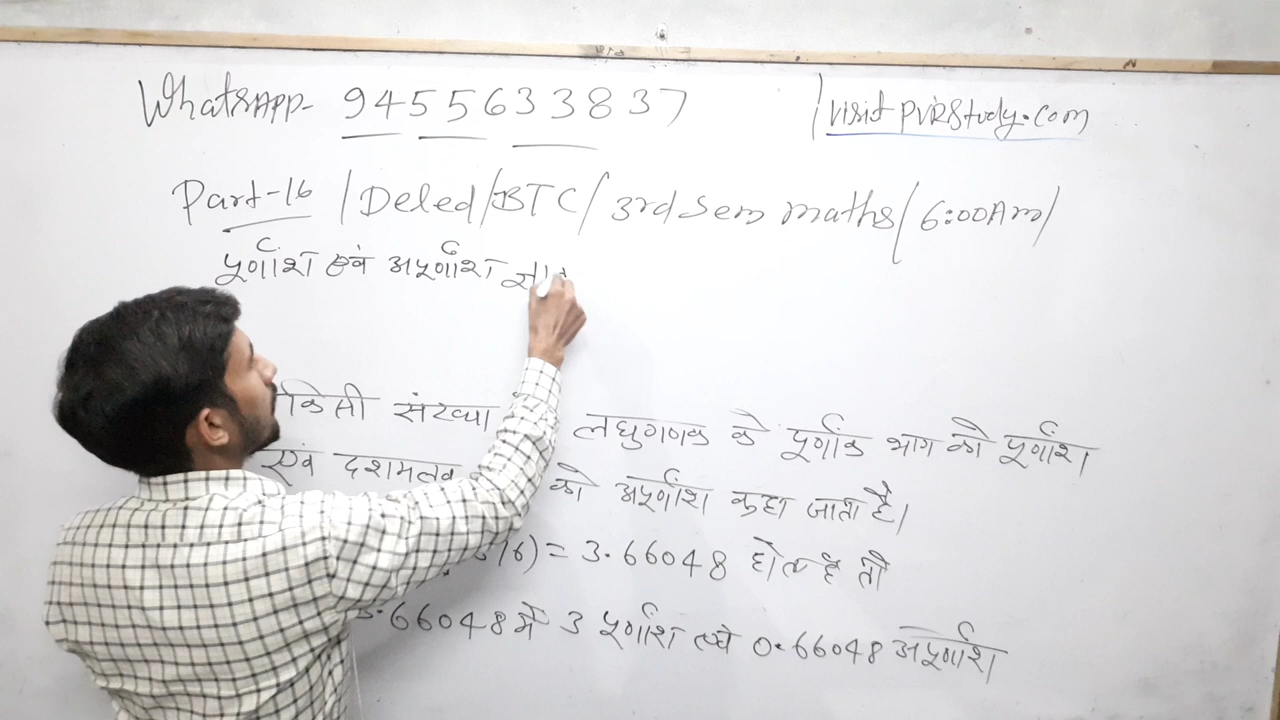 WhatsApp- 9455633837
visit PVRStudy.com
Part-16 / Deled/BTC/ 3rd Sem maths/ 6:00Am/
पूर्णांश एवं अपूर्णांश
किसी संख्या लघुगणक के पूर्णांक भाग को पूर्णांश
एवं दशमलव को अपूर्णांश कहा जाता है।
)= 3.66048 होता है तो
3.66048 में 3 पूर्णांश एवं 0.66048 अपूर्णांश